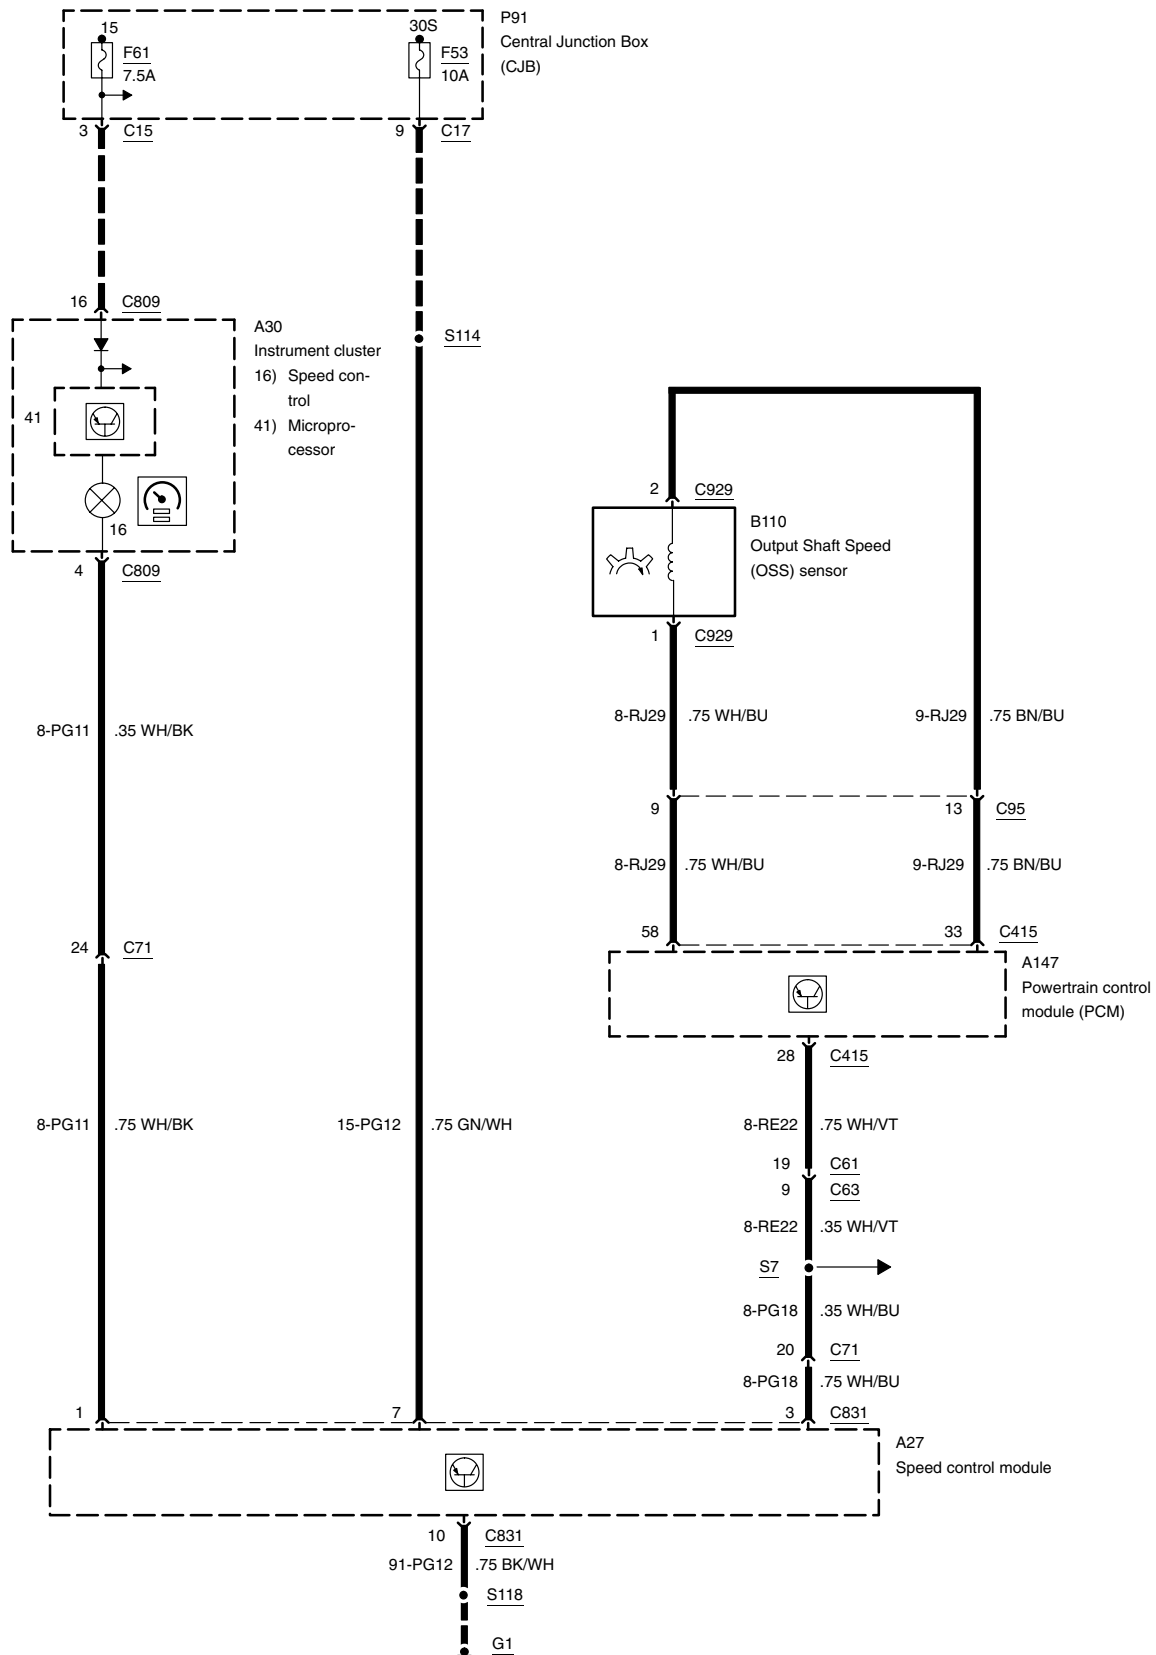 P91
15
30S
Central Junction Box
F61
F53
7.5A
10A
(CJB)
3
C15
9
C17
16
C809
A30
Instrument cluster
16) Speed con-
trol
41) Micropro-
cessor
S114
41
16
4
C809
2
C929
B110
Output Shaft Speed
(OSS) sensor
1
C929
8-RJ29
.75 WH/BU
9-RJ29
.75 BN/BU
8-PG11
.35 WH/BK
9
13
C95
8-RJ29
.75 WH/BU
9-RJ29
.75 BN/BU
58
33
C415
24
C71
A147
Powertrain control
module (PCM)
28
C415
8-PG11
.75 WH/BK
15-PG12
.75 GN/WH
8-RE22
.75 WH/VT
19
C61
9
C63
8-RE22
.35 WH/VT
S7
8-PG18
.35 WH/BU
20
C71
8-PG18
.75 WH/BU
1
7
3
C831
A27
Speed control module
10
C831
91-PG12
.75 BK/WH
S118
G1